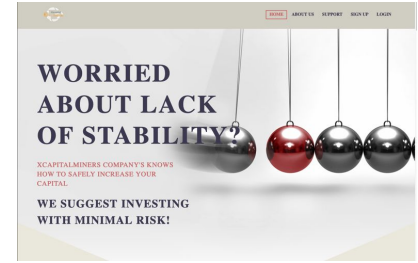 HOME ABOUT US SUPPORT SIGN UP LOGIN
WORRIED
ABOUT LACK
OF STABILITY?
XCAPITALMINERS COMPANY'S KNOWS
HOW TO SAFELY INCREASE YOUR
CAPITAL
WE SUGGEST INVESTING
WITH MINIMAL RISK!